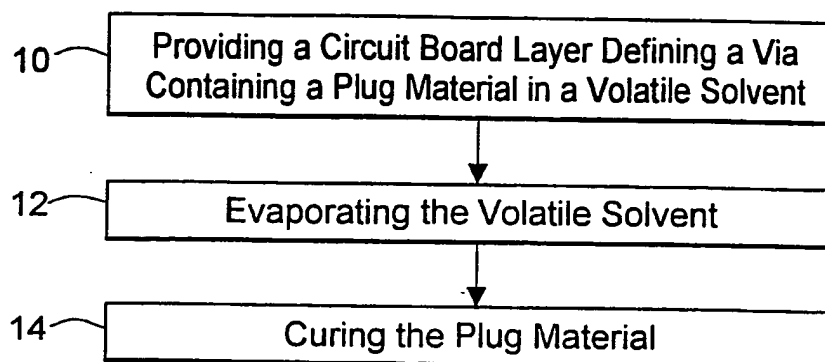 10
Providing a Circuit Board Layer Defining a Via
Containing a Plug Material in a Volatile Solvent
12
Evaporating the Volatile Solvent
14
Curing the Plug Material